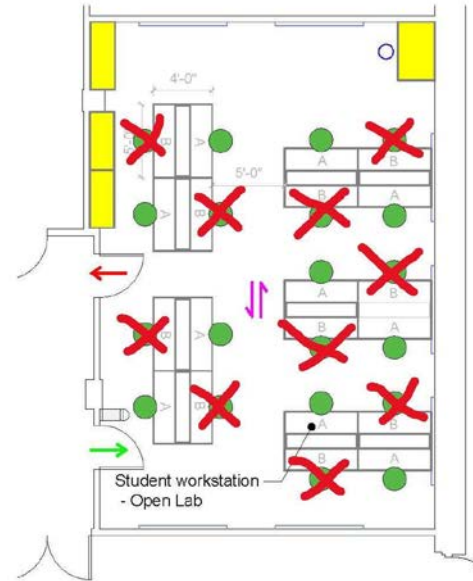 4'-0"
B A
A B
5'-0"
A B
B A
A
B
B A
A B
A B
B A
Student workstation
- Open Lab